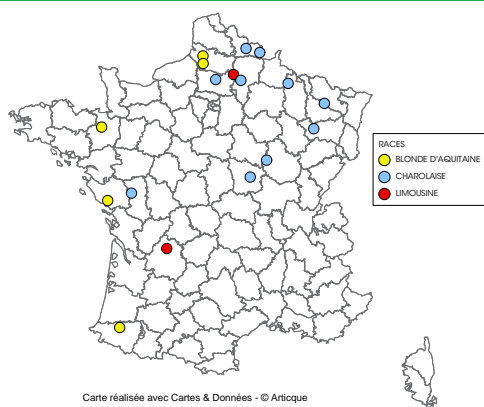 RACES
BLONDE D'AQUITAINE
CHAROLAISE
LIMOUSINE
Carte réalisée avec Cartes & Données - © Articque